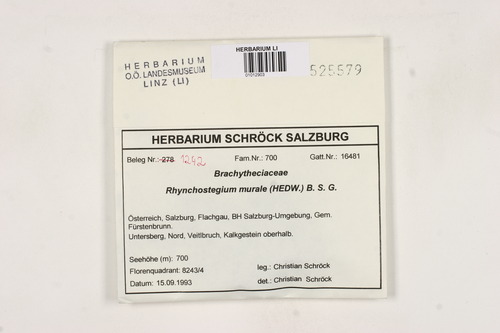 HERBARIUM
O.Ö. LANDESMUSEUM
LINZ (LI)
HERBARIUM LI
01012903
525579
HERBARIUM SCHRÖCK SALZBURG
Beleg Nr.: 278 1242 Fam.Nr.: 700 Gatt.Nr.: 16481
Brachytheciaceae
Rhynchostegium murale (HEDW.) B. S. G.
Österreich, Salzburg, Flachgau, BH Salzburg-Umgebung, Gem.
Fürstenbrunn.
Untersberg, Nord, Veitlbruch, Kalkgestein oberhalb.
Seehöhe (m): 700
Florenquadrant: 8243/4 leg.: Christian Schröck
Datum: 15.09.1993 det.: Christian Schröck